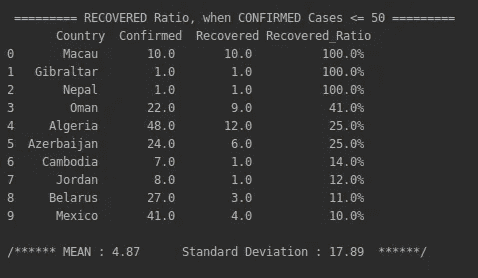 ========= RECOVERED Ratio, when CONFIRMED Cases <= 50 =========
Country Confirmed Recovered Recovered_Ratio
0 Macau 10.0 10.0 100.0%
1 Gibraltar 1.0 1.0 100.0%
2 Nepal 1.0 1.0 100.0%
3 Oman 22.0 9.0 41.0%
4 Algeria 48.0 12.0 25.0%
5 Azerbaijan 24.0 6.0 25.0%
6 Cambodia 7.0 1.0 14.0%
7 Jordan 8.0 1.0 12.0%
8 Belarus 27.0 3.0 11.0%
9 Mexico 41.0 4.0 10.0%
/****** MEAN : 4.87 Standard Deviation : 17.89 ******/